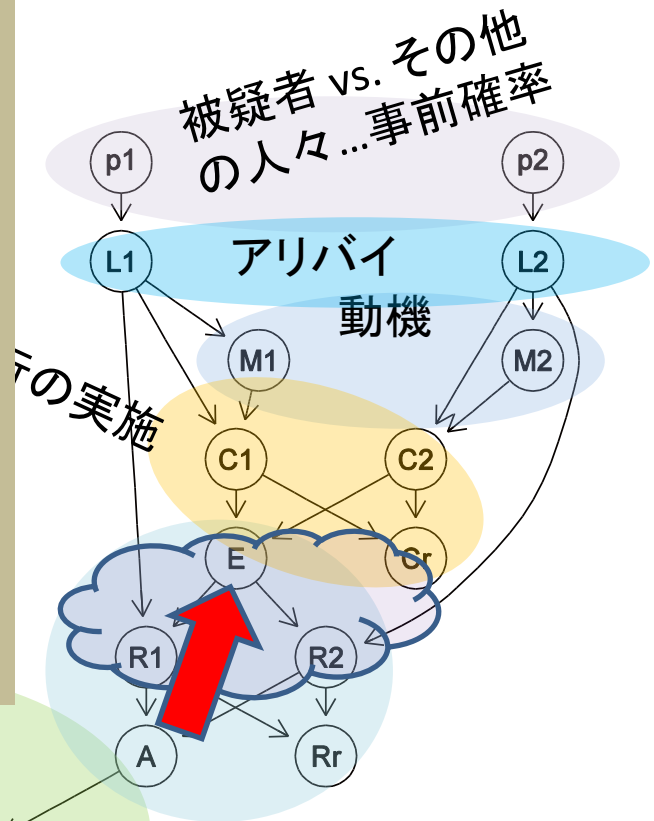 被疑者 vs. その他
の人々…事前確率
p1
p2
L1
アリバイ
L2
動機
M1
M2
の実施
C1
C2
E
Cr
R1
R2
A
Rr